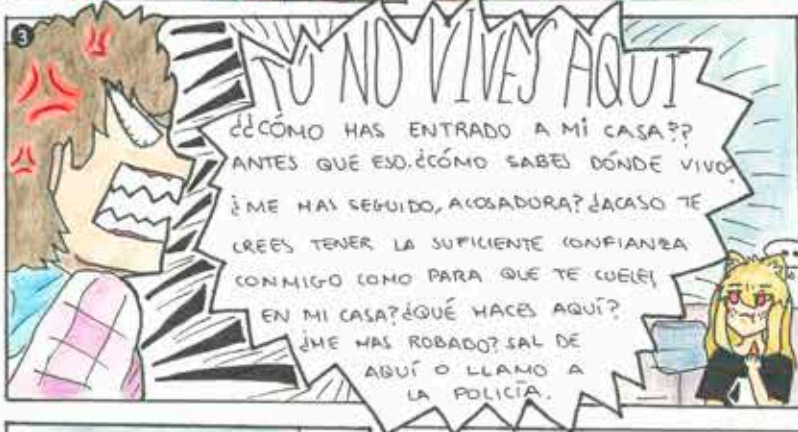 3
TÚ NO VIVES AQUÍ
¿¿CÓMO HAS ENTRADO A MI CASA??
ANTES QUE ESO. ¿CÓMO SABES DÓNDE VIVO
¿ME HAS SEGUIDO, ACOSADORA? ¿ACASO TE
CREES TENER LA SUFICIENTE CONFIANZA
CONMIGO COMO PARA QUE TE CUELES
EN MI CASA? ¿QUÉ HACES AQUÍ?
¿ME HAS ROBADO? SAL DE
AQUÍ O LLAMO A
LA POLICÍA.